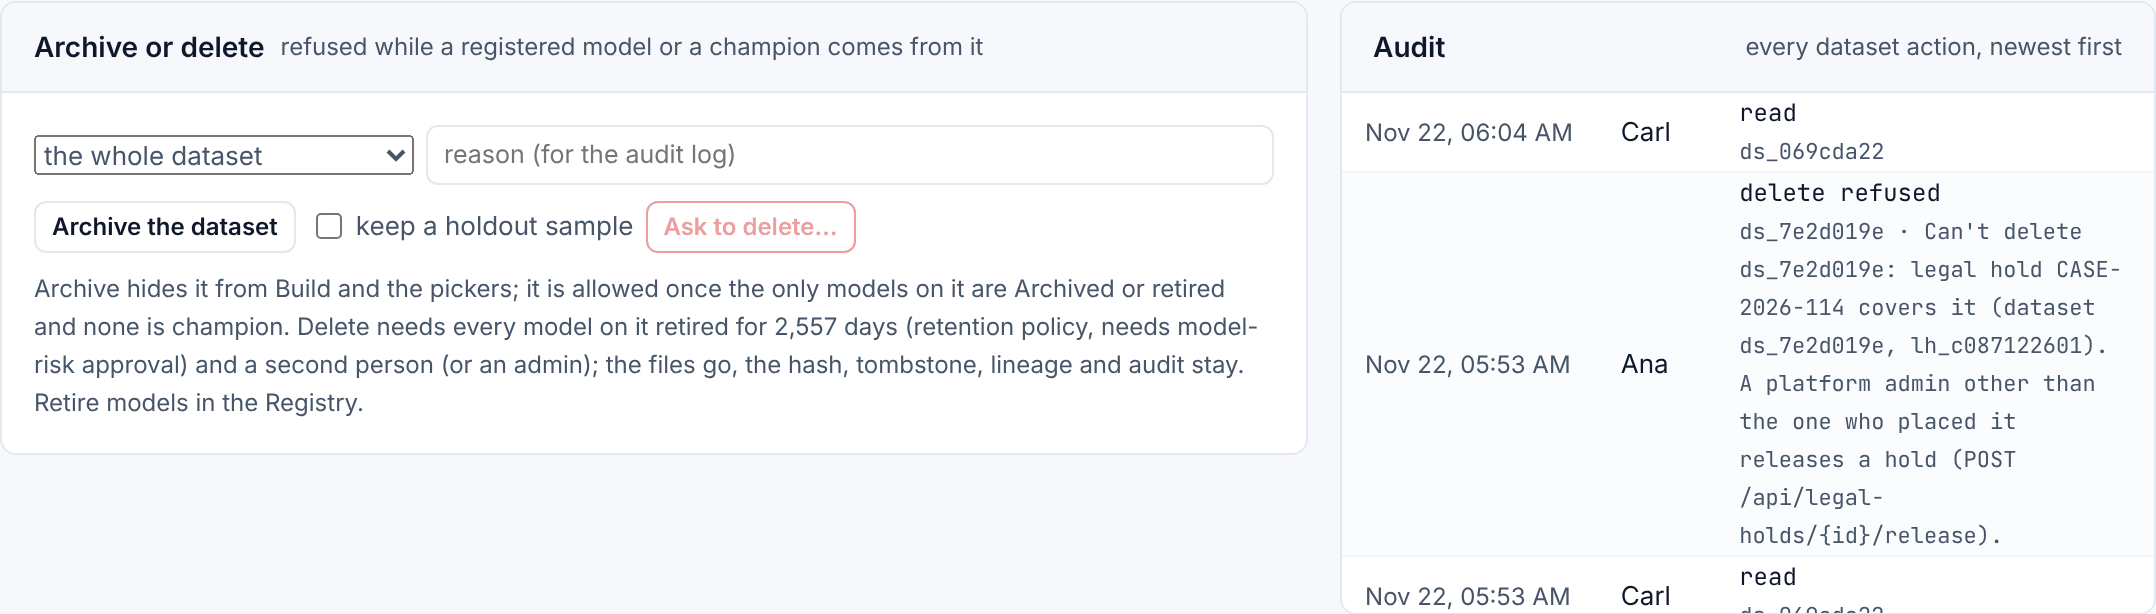 Archive or delete refused while a registered model or a champion comes from it
the whole dataset
reason (for the audit log)
Archive the dataset
keep a holdout sample
Ask to delete...
Archive hides it from Build and the pickers; it is allowed once the only models on it are Archived or retired
and none is champion. Delete needs every model on it retired for 2,557 days (retention policy, needs model-
risk approval) and a second person (or an admin); the files go, the hash, tombstone, lineage and audit stay.
Retire models in the Registry.
Audit every dataset action, newest first
Nov 22, 06:04 AM
Carl
read
ds_069cda22
Nov 22, 05:53 AM
Ana
delete refused
ds_7e2d019e · Can't delete
ds_7e2d019e: legal hold CASE-
2026-114 covers it (dataset
ds_7e2d019e, lh_c087122601).
A platform admin other than
the one who placed it
releases a hold (POST
/api/legal-
holds/{id}/release).
Nov 22, 05:53 AM
Carl
read